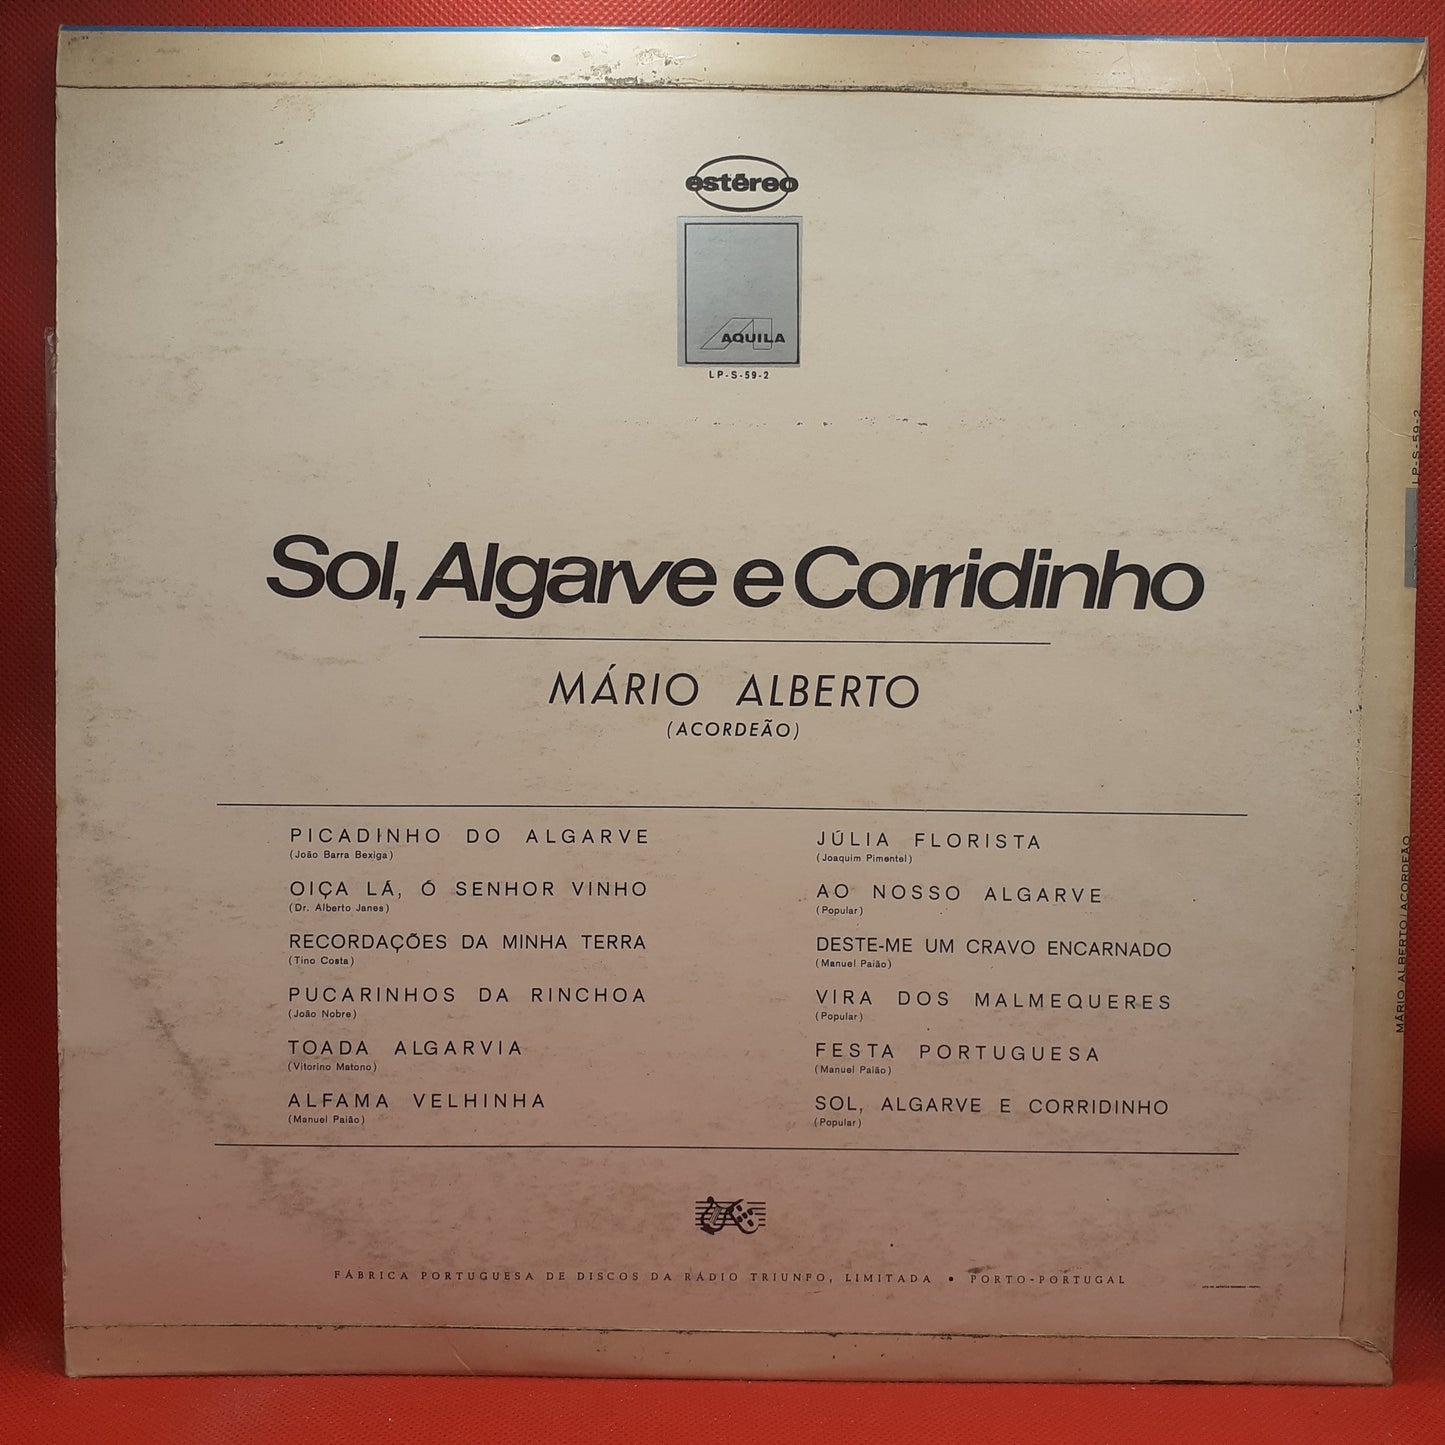 estéreo
AQUILA
LP-S-59-2
Sol, Algarve e Corridinho
MÁRIO ALBERTO
(ACORDEÃO)
PICADINHO DO ALGARVE
(João Barra Bexiga)
OIÇA LÁ, Ó SENHOR VINHO
(Dr. Alberto Janes)
RECORDAÇÕES DA MINHA TERRA
(Tino Costa)
PUCARINHOS DA RINCHOA
(João Nobre)
TOADA ALGARVIA
(Vitorino Matono)
ALFAMA VELHINHA
(Manuel Paião)
JÚLIA FLORISTA
(Joaquim Pimentel)
AO NOSSO ALGARVE
(Popular)
DESTE-ME UM CRAVO ENCARNADO
(Manuel Paião)
VIRA DOS MALMEQUERES
(Popular)
FESTA PORTUGUESA
(Manuel Paião)
SOL, ALGARVE E CORRIDINHO
(Popular)
FÁBRICA PORTUGUESA DE DISCOS DA RÁDIO TRIUNFO, LIMITADA • PORTO-PORTUGAL
LP-S-59-2
MÁRIO ALBERTO/ACORDEÃO